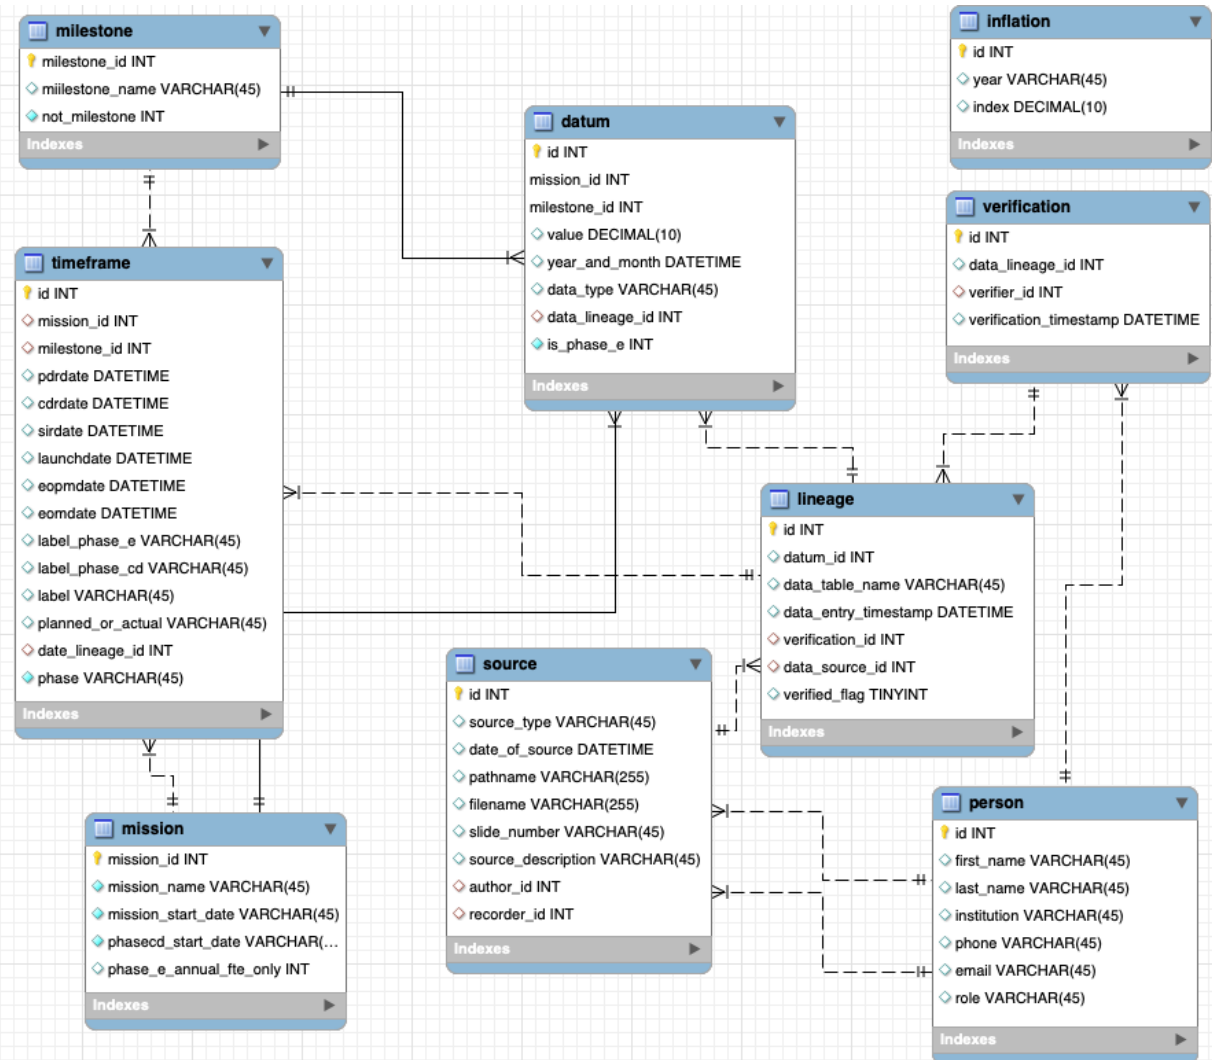 milestone
milestone_id INT
miilestone_name VARCHAR(45)
not_milestone INT
Indexes
timeframe
id INT
mission_id INT
milestone_id INT
pdrdate DATETIME
cdrdate DATETIME
sirdate DATETIME
launchdate DATETIME
eopmdate DATETIME
eomdate DATETIME
label_phase_e VARCHAR(45)
label_phase_cd VARCHAR(45)
label VARCHAR(45)
planned_or_actual VARCHAR(45)
date_lineage_id INT
phase VARCHAR(45)
Indexes
mission
mission_id INT
mission_name VARCHAR(45)
mission_start_date VARCHAR(45)
phasecd_start_date VARCHAR(...
phase_e_annual_fte_only INT
Indexes
datum
id INT
mission_id INT
milestone_id INT
value DECIMAL(10)
year_and_month DATETIME
data_type VARCHAR(45)
data_lineage_id INT
is_phase_e INT
Indexes
source
id INT
source_type VARCHAR(45)
date_of_source DATETIME
pathname VARCHAR(255)
filename VARCHAR(255)
slide_number VARCHAR(45)
source_description VARCHAR(45)
author_id INT
recorder_id INT
Indexes
inflation
id INT
year VARCHAR(45)
index DECIMAL(10)
Indexes
verification
id INT
data_lineage_id INT
verifier_id INT
verification_timestamp DATETIME
Indexes
lineage
id INT
datum_id INT
data_table_name VARCHAR(45)
data_entry_timestamp DATETIME
verification_id INT
data_source_id INT
verified_flag TINYINT
Indexes
person
id INT
first_name VARCHAR(45)
last_name VARCHAR(45)
institution VARCHAR(45)
phone VARCHAR(45)
email VARCHAR(45)
role VARCHAR(45)
Indexes